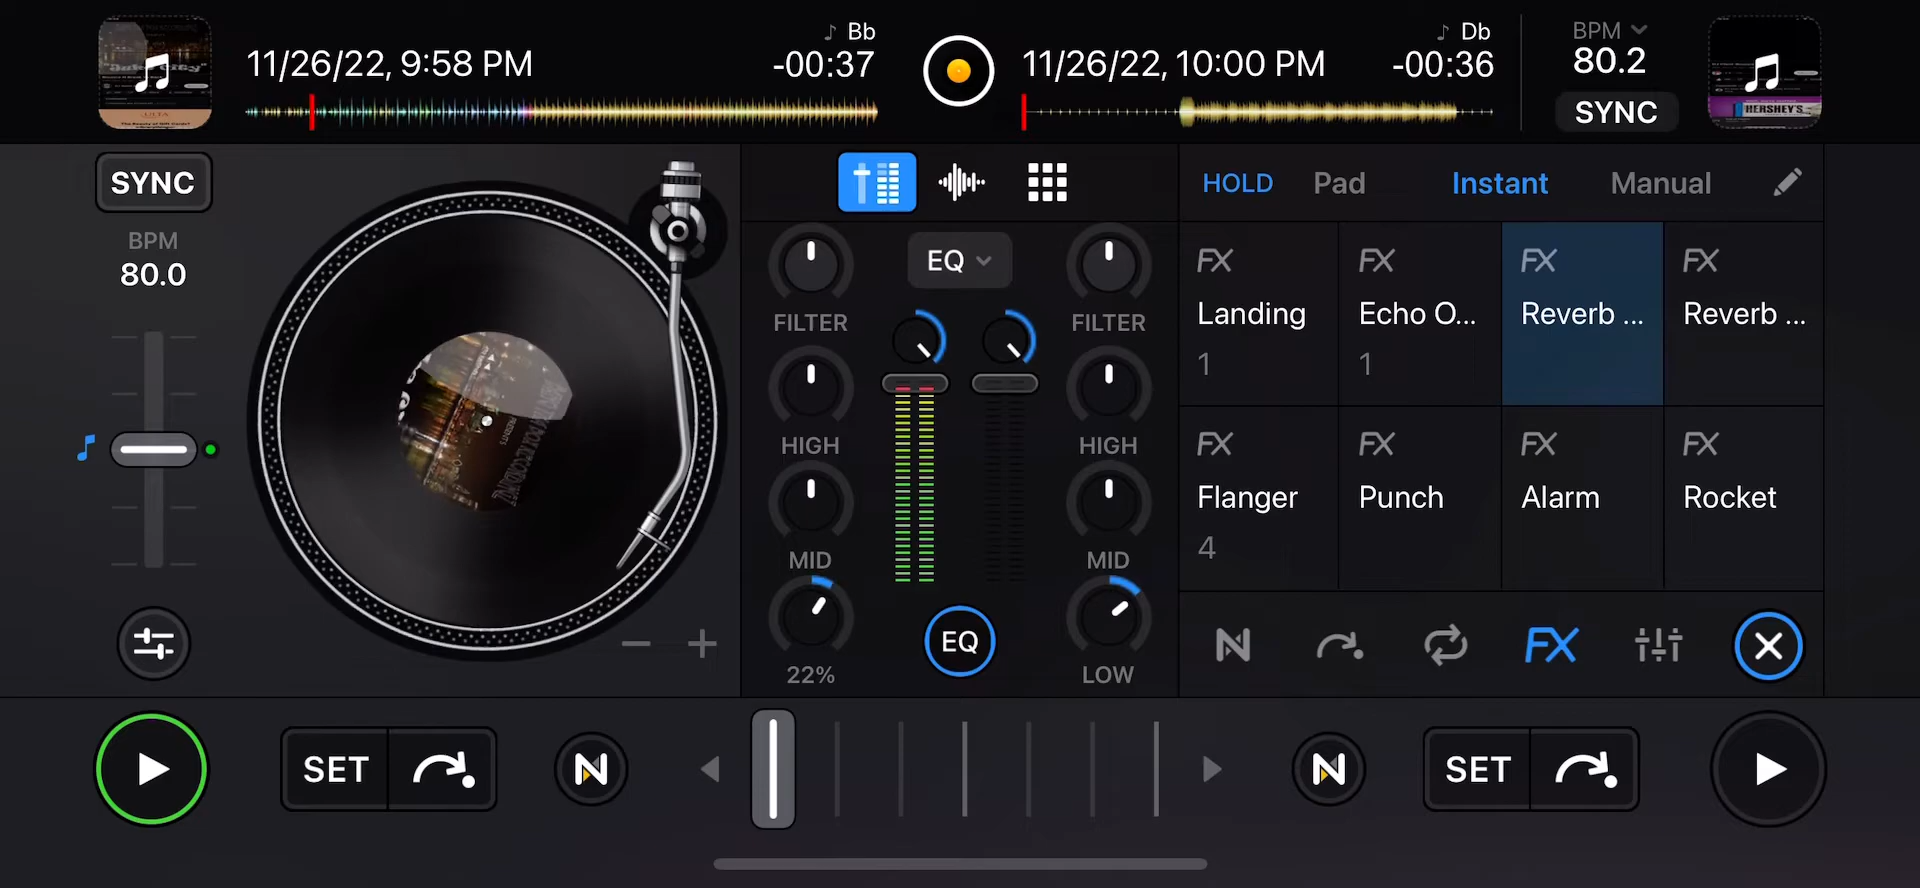 ♪ Bb
11/26/22, 9:58 PM
-00:37
♪ Db
11/26/22, 10:00 PM
-00:36
BPM
80.2
SYNC
HERSHEY'S
ULTA
SYNC
BPM
80.0
EQ
FILTER
HIGH
MID
22%
EQ
FILTER
HIGH
MID
LOW
HOLD Pad Instant Manual
FX FX FX FX
Landing Echo O... Reverb ... Reverb ...
1 1
FX FX FX FX
Flanger Punch Alarm Rocket
4
N FX
SET N N SET